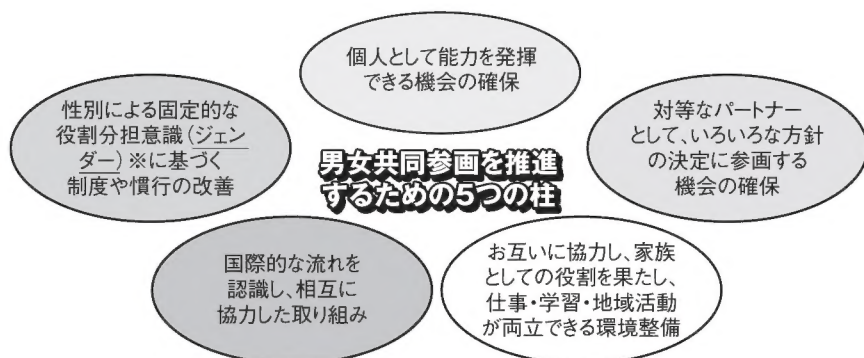 個人として能力を発揮
できる機会の確保
性別による固定的な
役割分担意識(ジェン
ダー)※に基づく
制度や慣行の改善
対等なパートナー
として、いろいろな方針
の決定に参画する
機会の確保
男女共同参画を推進
するための5つの柱
国際的な流れを
認識し、相互に
協力した取り組み
お互いに協力し、家族
としての役割を果たし、
仕事・学習・地域活動
が両立できる環境整備